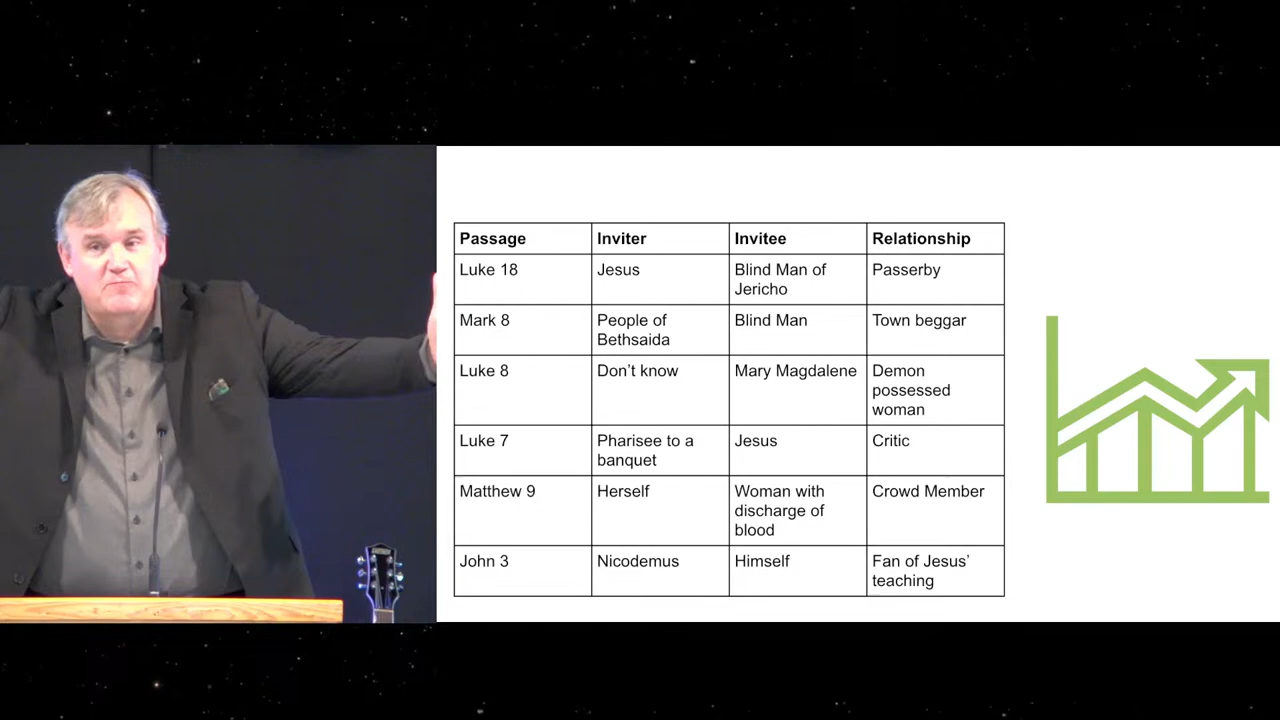 Passage Inviter Invitee Relationship
Luke 18 Jesus Blind Man of Jericho Passerby
Mark 8 People of Bethsaida Blind Man Town beggar
Luke 8 Don’t know Mary Magdalene Demon possessed woman
Luke 7 Pharisee to a banquet Jesus Critic
Matthew 9 Herself Woman with discharge of blood Crowd Member
John 3 Nicodemus Himself Fan of Jesus’ teaching